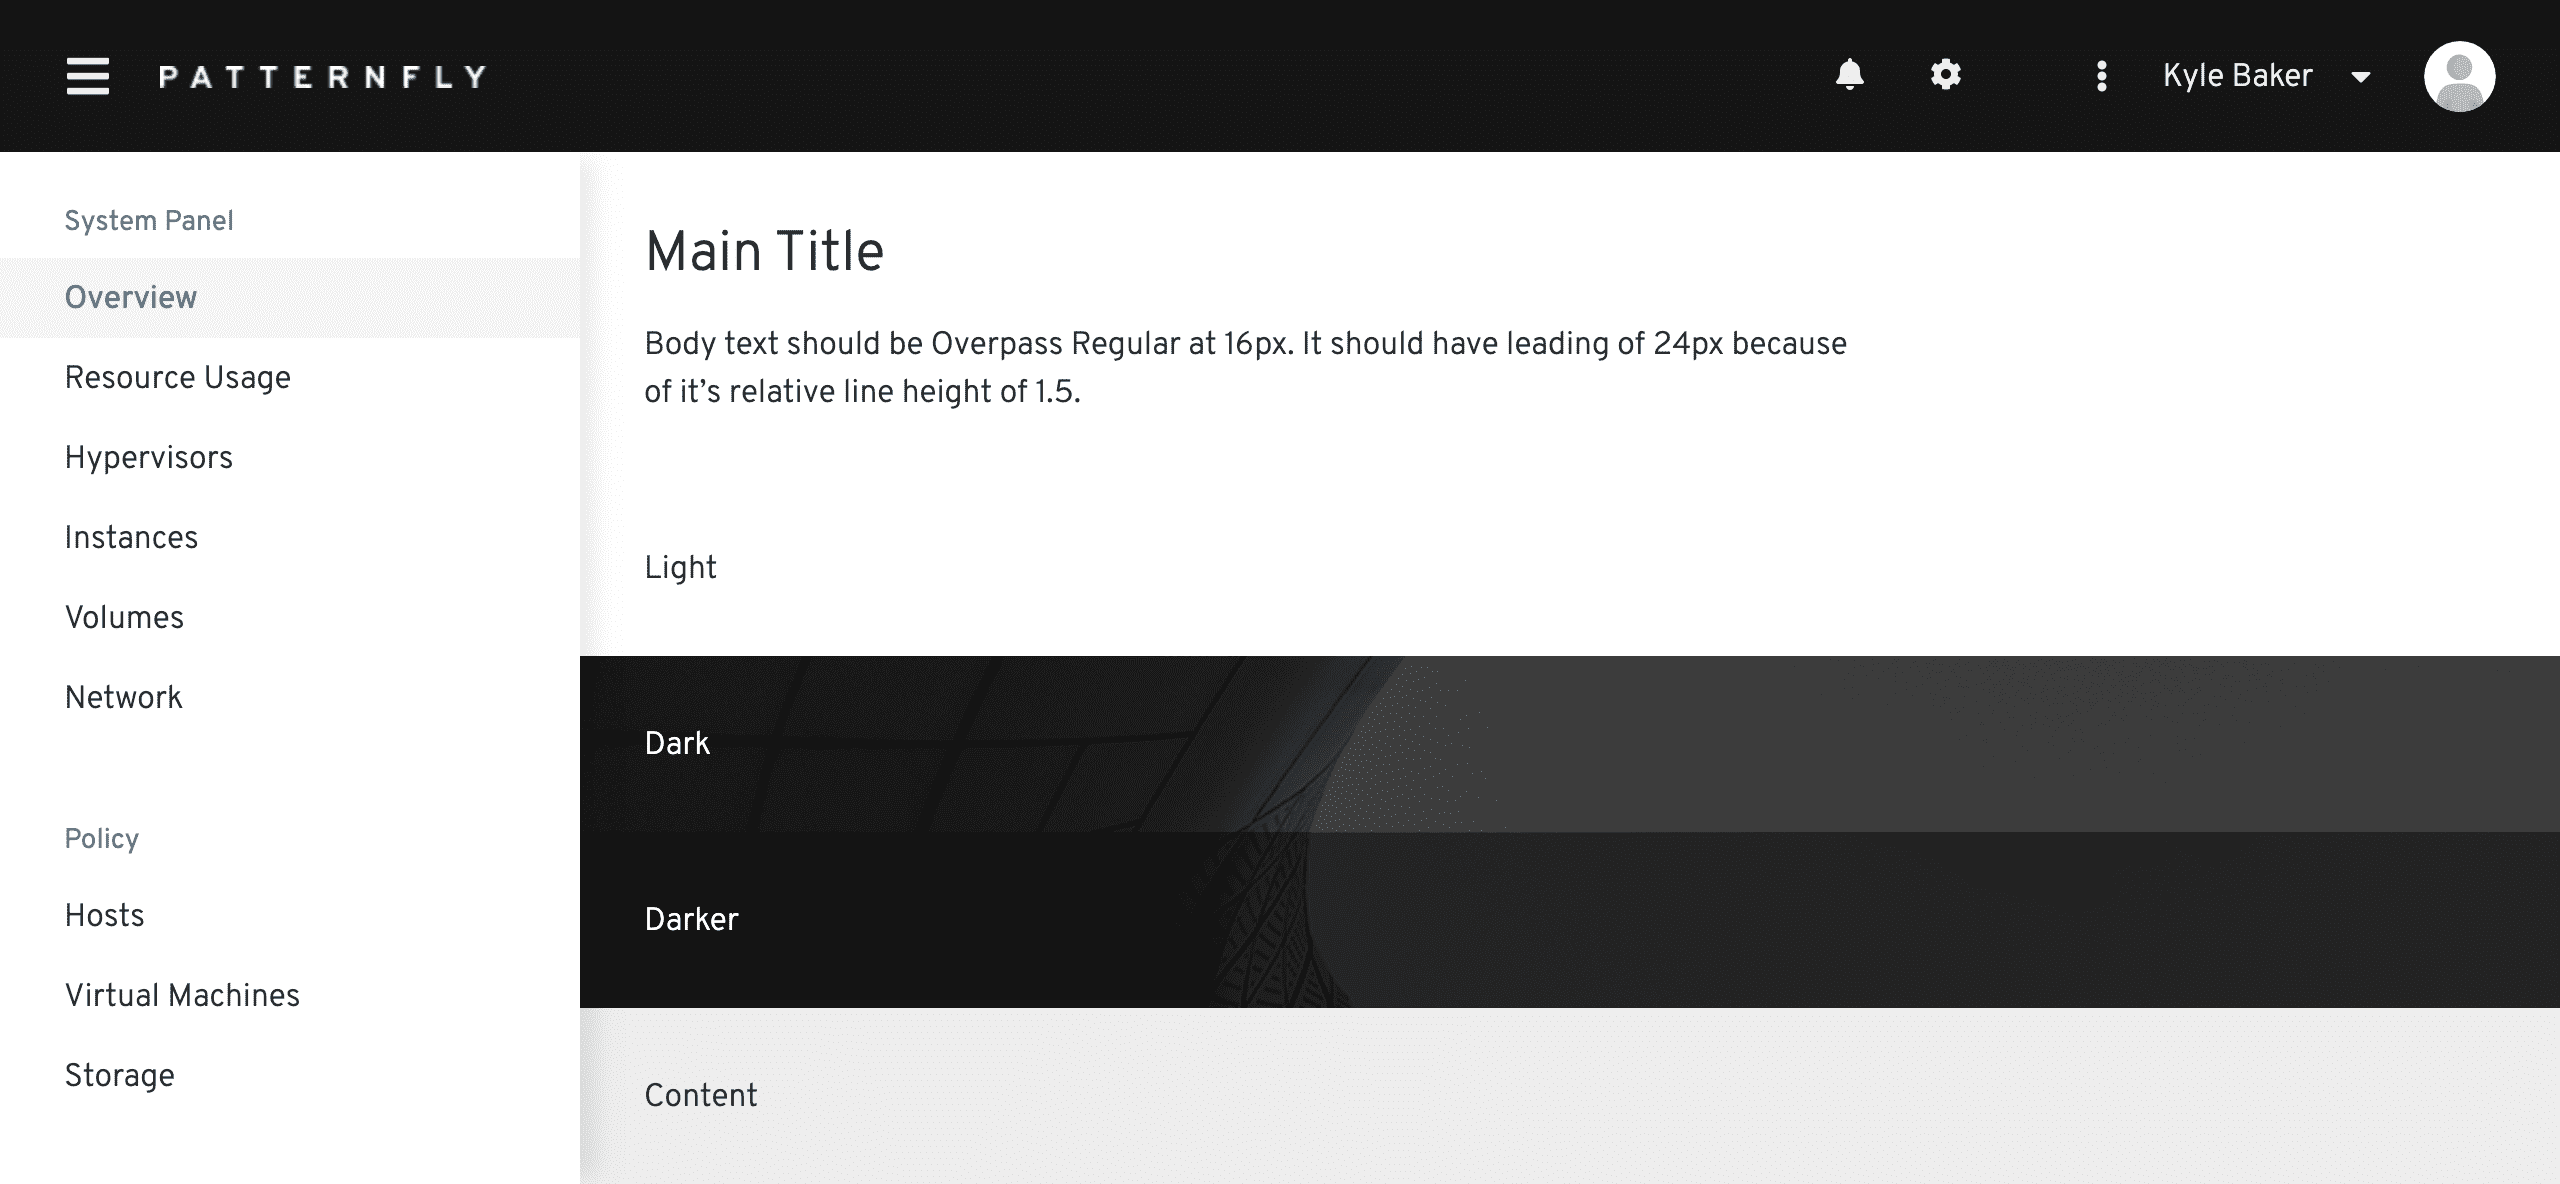 PATTERNFLY
Kyle Baker
System Panel
Overview
Resource Usage
Hypervisors
Instances
Volumes
Network
Policy
Hosts
Virtual Machines
Storage
Main Title
Body text should be Overpass Regular at 16px. It should have leading of 24px because
of it’s relative line height of 1.5.
Light
Dark
Darker
Content